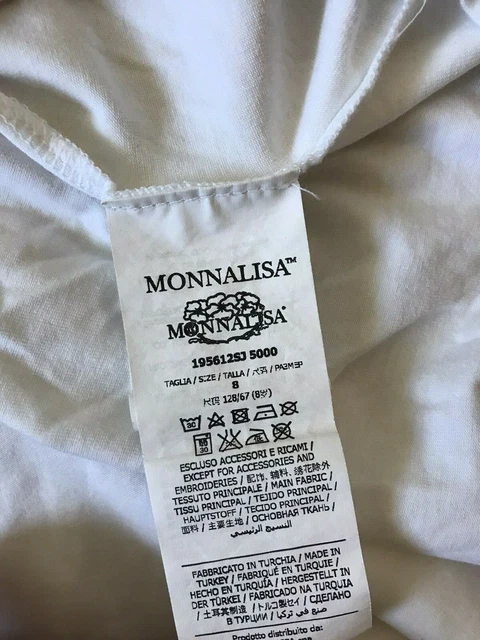 MONNALISA™
MONNALISA®
195612SJ 5000
TAGLIA / SIZE / TALLA / 尺码 / РАЗМЕР
8
尺码 128/67 (8岁)
30
30
ESCLUSO ACCESSORI E RICAMI /
EXCEPT FOR ACCESSORIES AND
EMBROIDERIES / 配饰、辅料、绣花除外
TESSUTO PRINCIPALE / MAIN FABRIC /
TISSU PRINCIPAL / TEJIDO PRINCIPAL /
HAUPTSTOFF / TECIDO PRINCIPAL /
面料 / 主要生地 / ОСНОВНАЯ ТКАНЬ /
النسيج الرئيسي
FABBRICATO IN TURCHIA / MADE IN
TURKEY / FABRIQUÉ EN TURQUIE /
HECHO EN TURQUÍA / HERGESTELLT IN
DER TÜRKEI / FABRICADO NA TURQUIA
/ 土耳其制造 / トルコ製セイ / СДЕЛАНО
В ТУРЦИИ / صنع في تركيا
Prodotto distribuito da: